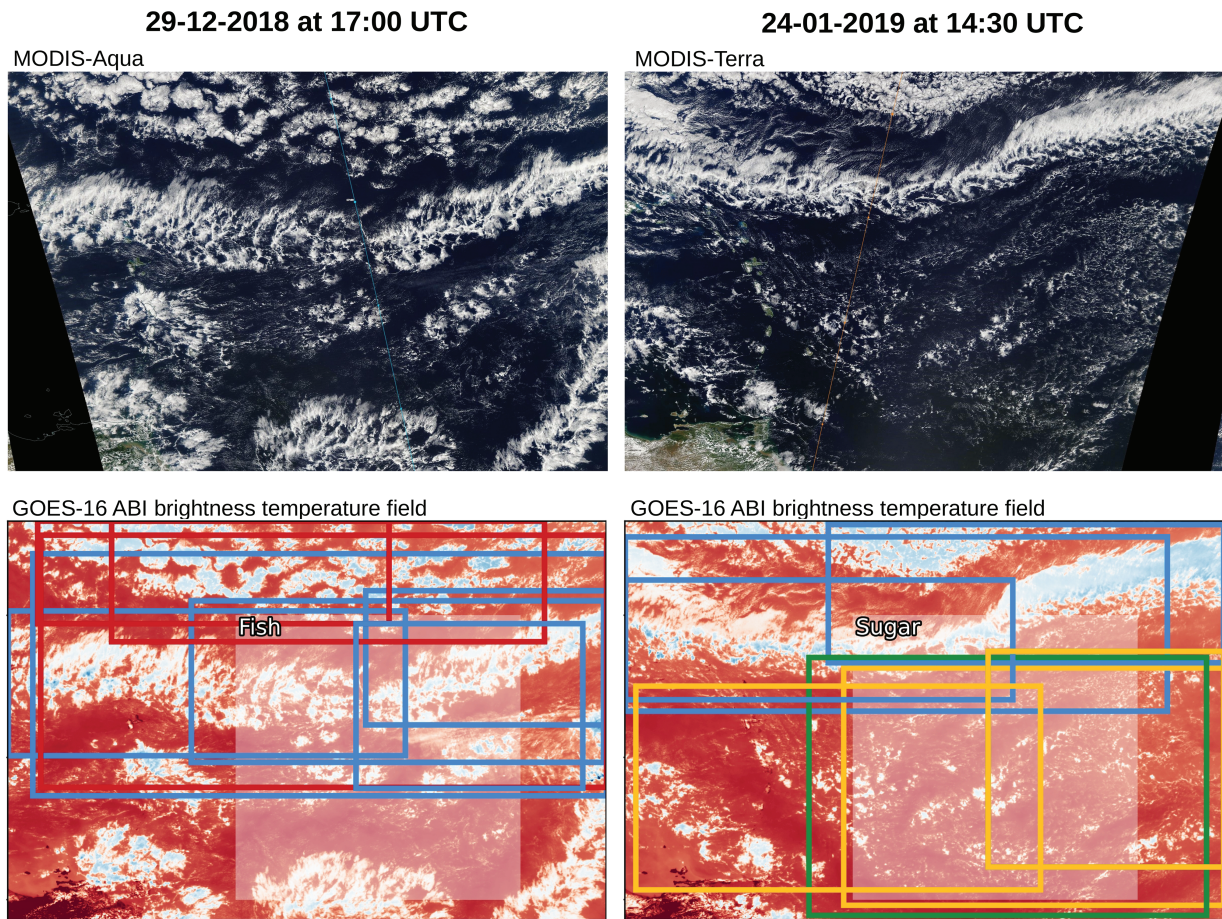 29-12-2018 at 17:00 UTC
24-01-2019 at 14:30 UTC
MODIS-Aqua
MODIS-Terra
GOES-16 ABI brightness temperature field
GOES-16 ABI brightness temperature field
Fish
Sugar